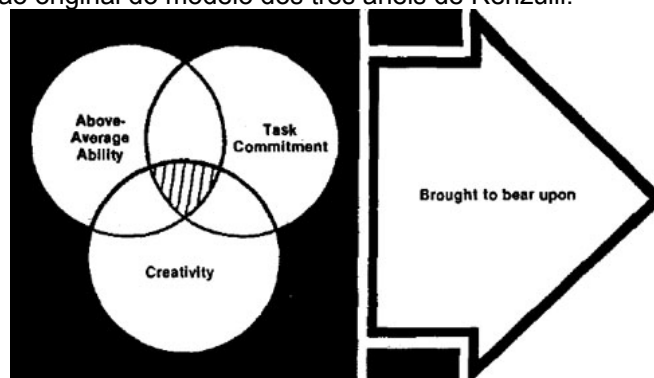 original do modelo dos três anéis de Renzulli.
Above-
Average
Ability
Task
Commitment
Creativity
Brought to bear upon